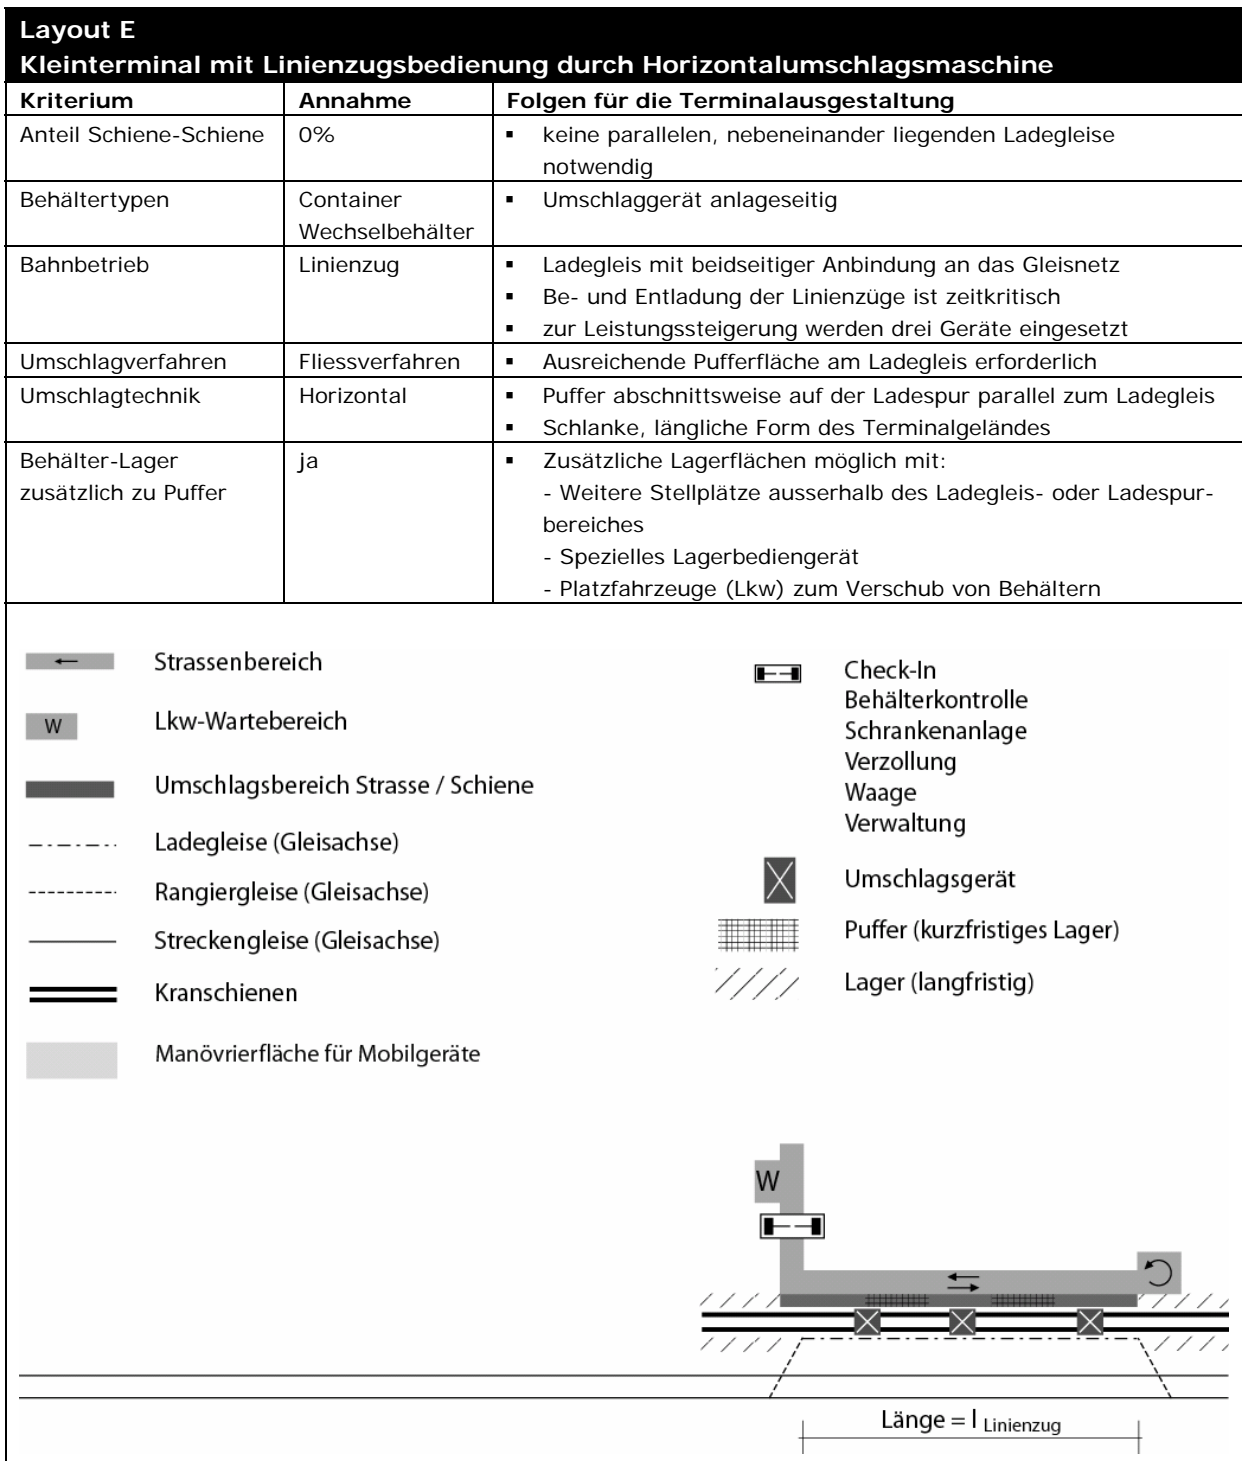 Layout E
Kleinterminal mit Linienzugsbedienung durch Horizontalumschlagsmaschine
Kriterium Annahme Folgen für die Terminalausgestaltung
Anteil Schiene-Schiene 0% ▪ keine parallelen, nebeneinander liegenden Ladegleise
notwendig
Behältertypen Container ▪ Umschlaggerät anlageseitig
Wechselbehälter
Bahnbetrieb Linienzug ▪ Ladegleis mit beidseitiger Anbindung an das Gleisnetz
▪ Be- und Entladung der Linienzüge ist zeitkritisch
▪ zur Leistungssteigerung werden drei Geräte eingesetzt
Umschlagverfahren Fliessverfahren ▪ Ausreichende Pufferfläche am Ladegleis erforderlich
Umschlagtechnik Horizontal ▪ Puffer abschnittsweise auf der Ladespur parallel zum Ladegleis
▪ Schlanke, längliche Form des Terminalgeländes
Behälter-Lager ja ▪ Zusätzliche Lagerflächen möglich mit:
zusätzlich zu Puffer - Weitere Stellplätze ausserhalb des Ladegleis- oder Ladespur-
bereiches
- Spezielles Lagerbediengerät
- Platzfahrzeuge (Lkw) zum Verschub von Behältern
Strassenbereich
W Lkw-Wartebereich
Umschlagsbereich Strasse / Schiene
Ladegleise (Gleisachse)
Rangiergleise (Gleisachse)
Streckengleise (Gleisachse)
Kranschienen
Manövrierfläche für Mobilgeräte
Check-In
Behälterkontrolle
Schrankenanlage
Verzollung
Waage
Verwaltung
Umschlagsgerät
Puffer (kurzfristiges Lager)
Lager (langfristig)
W
Länge = l Linienzug